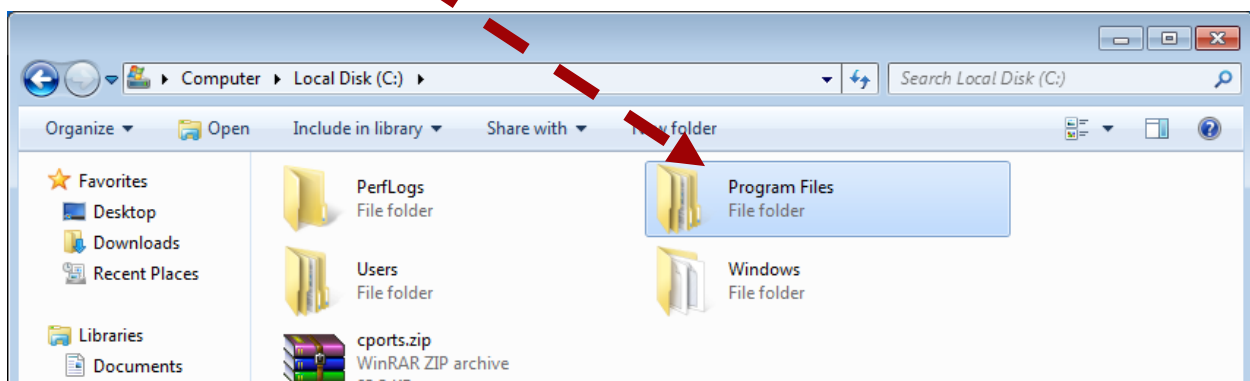 Computer Local Disk (C:)
Search Local Disk (C:)
Organize Open Include in library Share with folder
Favorites
Desktop
Downloads
Recent Places
Libraries
Documents
PerfLogs
File folder
Program Files
File folder
Users
File folder
Windows
File folder
cports.zip
WinRAR ZIP archive